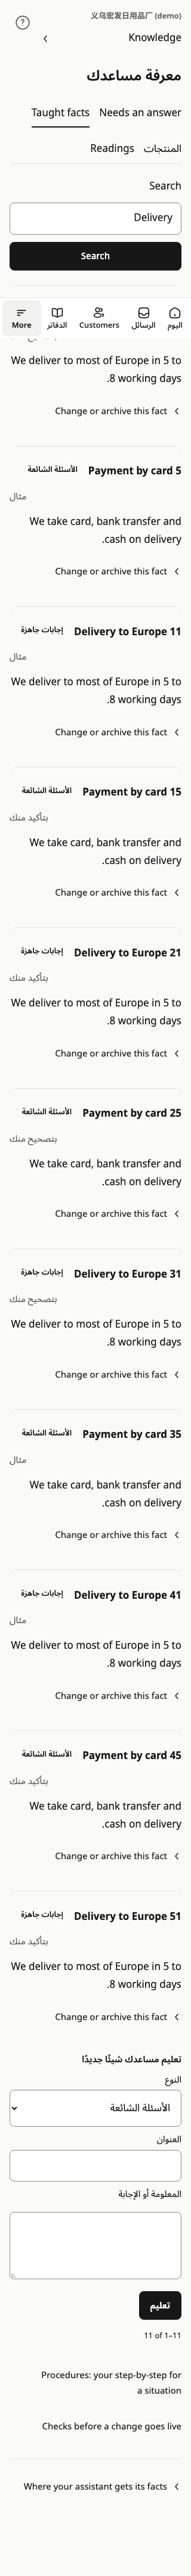 义乌宏发日用品厂 (demo)
Knowledge
معرفة مساعدك
Taught facts Needs an answer
Readings المنتجات
Search
Delivery
Search
More الدفاتر Customers الرسائل اليوم
We deliver to most of Europe in 5 to
8 working days.
Change or archive this fact
Payment by card 5 الأسئلة الشائعة
مثال
We take card, bank transfer and
cash on delivery.
Change or archive this fact
Delivery to Europe 11 إجابات جاهزة
مثال
We deliver to most of Europe in 5 to
8 working days.
Change or archive this fact
Payment by card 15 الأسئلة الشائعة
بتأكيد منك
We take card, bank transfer and
cash on delivery.
Change or archive this fact
Delivery to Europe 21 إجابات جاهزة
بتأكيد منك
We deliver to most of Europe in 5 to
8 working days.
Change or archive this fact
Payment by card 25 الأسئلة الشائعة
بتصحيح منك
We take card, bank transfer and
cash on delivery.
Change or archive this fact
Delivery to Europe 31 إجابات جاهزة
بتصحيح منك
We deliver to most of Europe in 5 to
8 working days.
Change or archive this fact
Payment by card 35 الأسئلة الشائعة
مثال
We take card, bank transfer and
cash on delivery.
Change or archive this fact
Delivery to Europe 41 إجابات جاهزة
مثال
We deliver to most of Europe in 5 to
8 working days.
Change or archive this fact
Payment by card 45 الأسئلة الشائعة
بتأكيد منك
We take card, bank transfer and
cash on delivery.
Change or archive this fact
Delivery to Europe 51 إجابات جاهزة
بتأكيد منك
We deliver to most of Europe in 5 to
8 working days.
Change or archive this fact
تعليم مساعدك شيئًا جديدًا
النوع
الأسئلة الشائعة
العنوان
المعلومة أو الإجابة
تعليم
11 of 1–11
Procedures: your step-by-step for
a situation
Checks before a change goes live
Where your assistant gets its facts